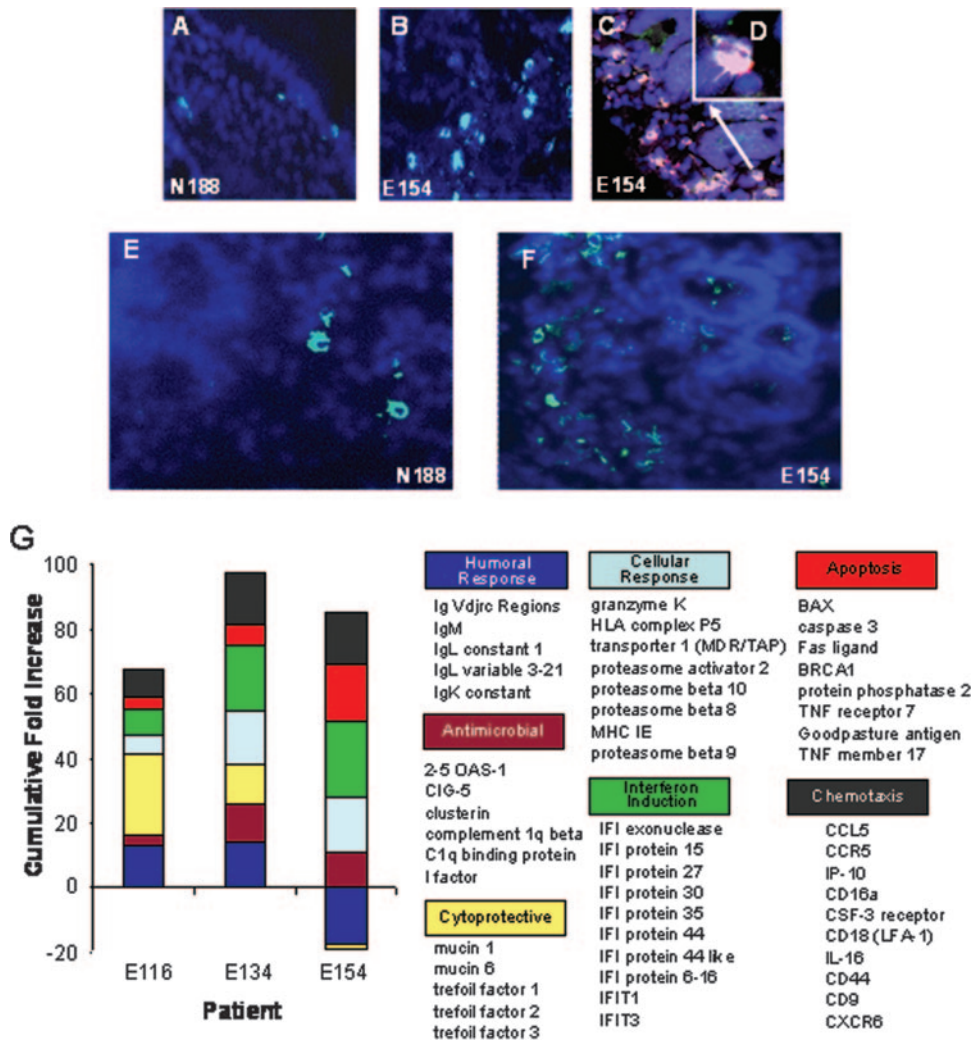 A
N188
B
E154
C
D
E154
E
N188
F
E154
G
Cumulative Fold Increase
100
80
60
40
20
0
-20
E116
E134
E154
Patient
Humoral
Response
Ig Vdjrc Regions
IgM
IgL constant 1
IgL variable 3-21
IgK constant
Antimicrobial
2-5 OAS-1
CIG-5
clusterin
complement 1q beta
C1q binding protein
I factor
Cytoprotective
mucin 1
mucin 6
trefoil factor 1
trefoil factor 2
trefoil factor 3
Cellular
Response
granzyme K
HLA complex P5
transporter 1 (MDR/TAP)
proteasome activator 2
proteasome beta 10
proteasome beta 8
MHC IE
proteasome beta 9
Interferon
Induction
IFI exonuclease
IFI protein 15
IFI protein 27
IFI protein 30
IFI protein 35
IFI protein 44
IFI protein 44 like
IFI protein 6-16
IFIT1
IFIT3
Apoptosis
BAX
caspase 3
Fas ligand
BRCA1
protein phosphatase 2
TNF receptor 7
Goodpasture antigen
TNF member 17
Chemotaxis
CCL5
CCR5
IP-10
CD16a
CSF-3 receptor
CD18 (LFA-1)
IL-16
CD44
CD9
CXCR6